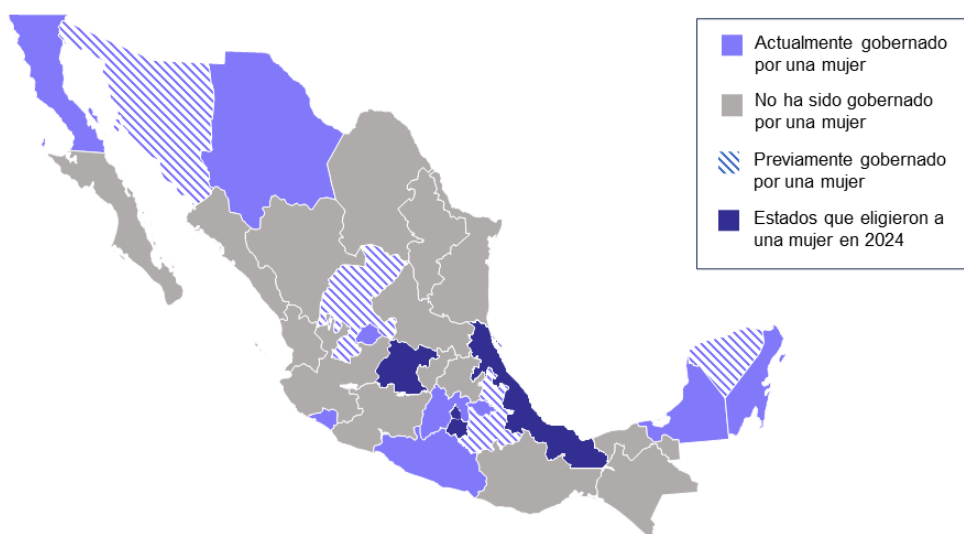 Actualmente gobernado
por una mujer
No ha sido gobernado
por una mujer
Previamente gobernado
por una mujer
Estados que eligieron a
una mujer en 2024